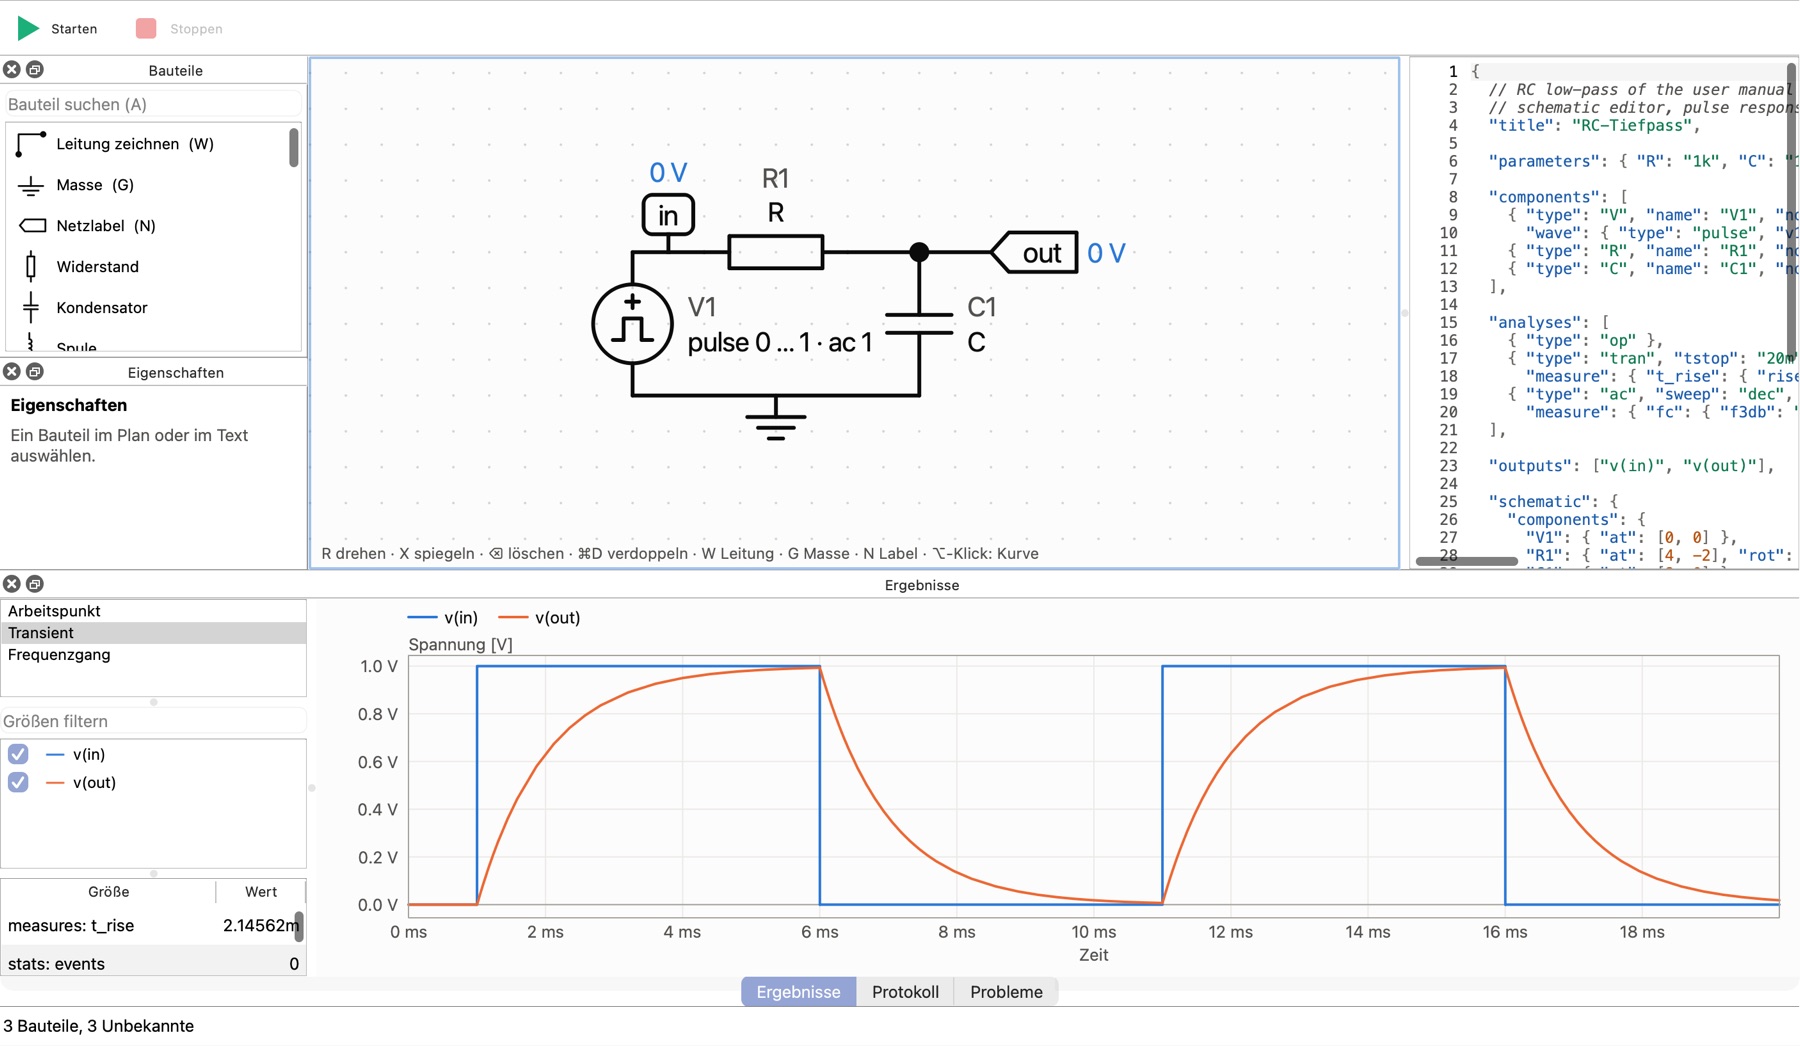 Starten
Stoppen
Bauteile
Bauteil suchen (A)
Leitung zeichnen (W)
Masse (G)
Netzlabel (N)
Widerstand
Kondensator
Spule
Eigenschaften
Eigenschaften
Ein Bauteil im Plan oder im Text
auswählen.
0 V
in
R1
R
out
0 V
+
V1
pulse 0 ... 1 · ac 1
C1
C
R drehen · X spiegeln · ⌫ löschen · ⌘D verdoppeln · W Leitung · G Masse · N Label · ⌥-Klick: Kurve
1 {
2 // RC low-pass of the user manual
3 // schematic editor, pulse respons
4 "title": "RC-Tiefpass",
5
6 "parameters": { "R": "1k", "C": "1
7
8 "components": [
9 { "type": "V", "name": "V1", "no
10 "wave": { "type": "pulse", "v1
11 { "type": "R", "name": "R1", "no
12 { "type": "C", "name": "C1", "no
13 ],
14
15 "analyses": [
16 { "type": "op" },
17 { "type": "tran", "tstop": "20m"
18 "measure": { "t_rise": { "rise
19 { "type": "ac", "sweep": "dec",
20 "measure": { "fc": { "f3db": "
21 ],
22
23 "outputs": ["v(in)", "v(out)"],
24
25 "schematic": {
26 "components": {
27 "V1": { "at": [0, 0] },
28 "R1": { "at": [4, -2], "rot":
Ergebnisse
Arbeitspunkt
Transient
Frequenzgang
Größen filtern
v(in)
v(out)
Größe Wert
measures: t_rise 2.14562m
stats: events 0
v(in) v(out)
Spannung [V]
1.0 V
0.8 V
0.6 V
0.4 V
0.2 V
0.0 V
0 ms 2 ms 4 ms 6 ms 8 ms 10 ms 12 ms 14 ms 16 ms 18 ms
Zeit
Ergebnisse Protokoll Probleme
3 Bauteile, 3 Unbekannte